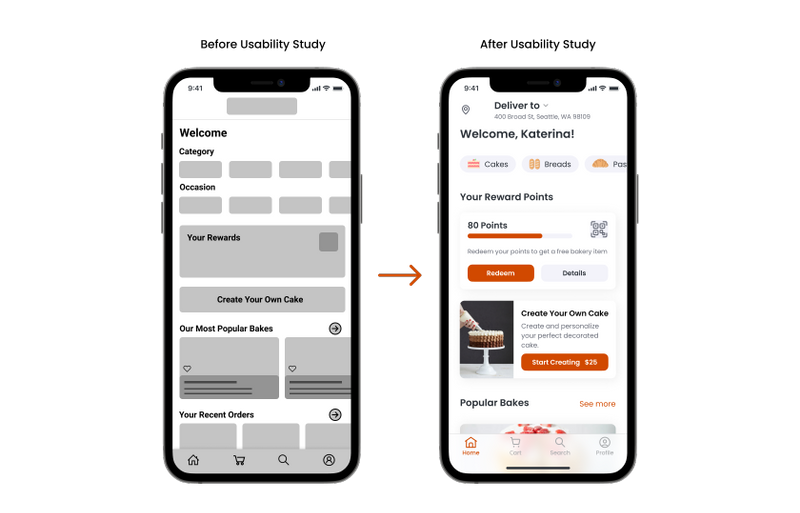 Before Usability Study
9:41
Welcome
Category
Occasion
Your Rewards
Create Your Own Cake
Our Most Popular Bakes
Your Recent Orders
After Usability Study
9:41
Deliver to
400 Broad St, Seattle, WA 98109
Welcome, Katerina!
Cakes Breads Pas
Your Reward Points
80 Points
Redeem your points to get a free bakery item
Redeem Details
Create Your Own Cake
Create and personalize
your perfect decorated
cake.
Start Creating $25
Popular Bakes See more
Home Cart Search Profile